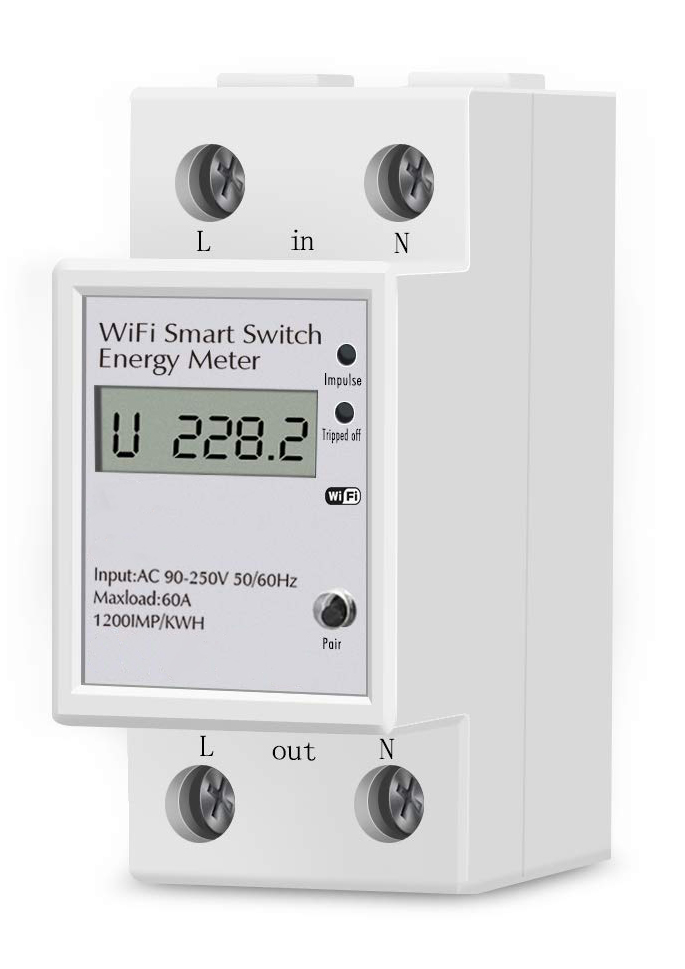 L in N
WiFi Smart Switch
Energy Meter
Impulse
U 228.2
Tripped off
WiFi
Input:AC 90-250V 50/60Hz
Maxload:60A
1200IMP/KWH
Pair
L out N